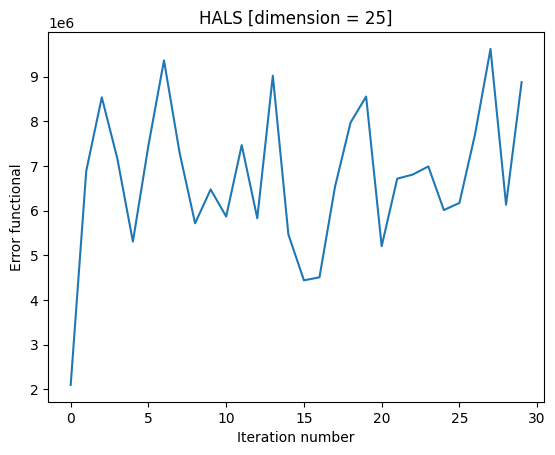 HALS [dimension = 25]
1e6
9
8
7
6
5
4
3
2
Error functional
0 5 10 15 20 25 30
Iteration number